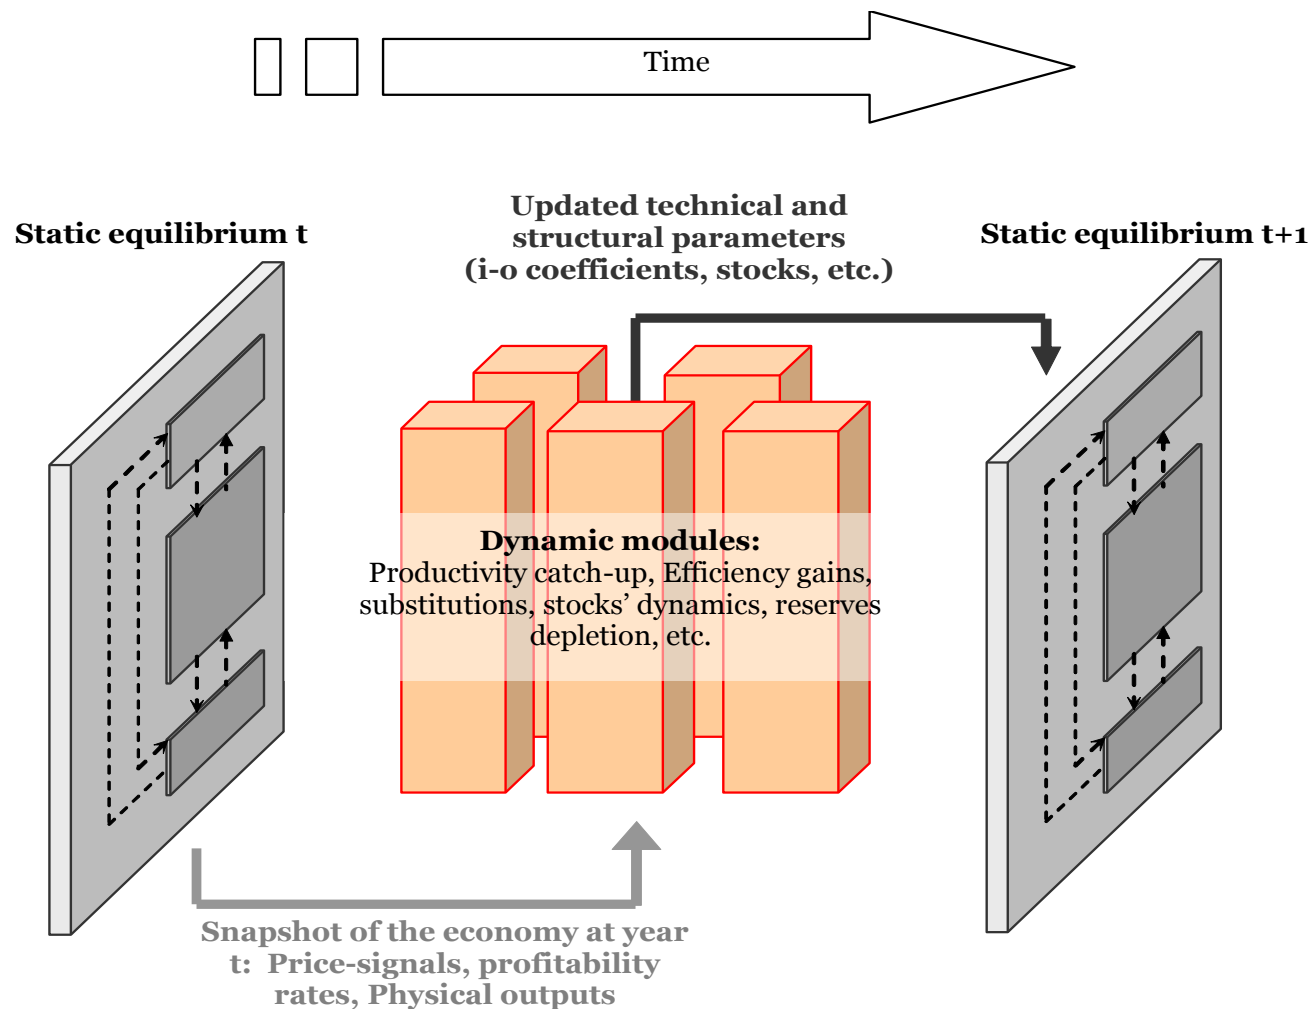 Time
Static equilibrium t
Updated technical and
structural parameters
(i-o coefficients, stocks, etc.)
Static equilibrium t+1
Dynamic modules:
Productivity catch-up, Efficiency gains,
substitutions, stocks’ dynamics, reserves
depletion, etc.
Snapshot of the economy at year
t:  Price-signals, profitability
rates, Physical outputs